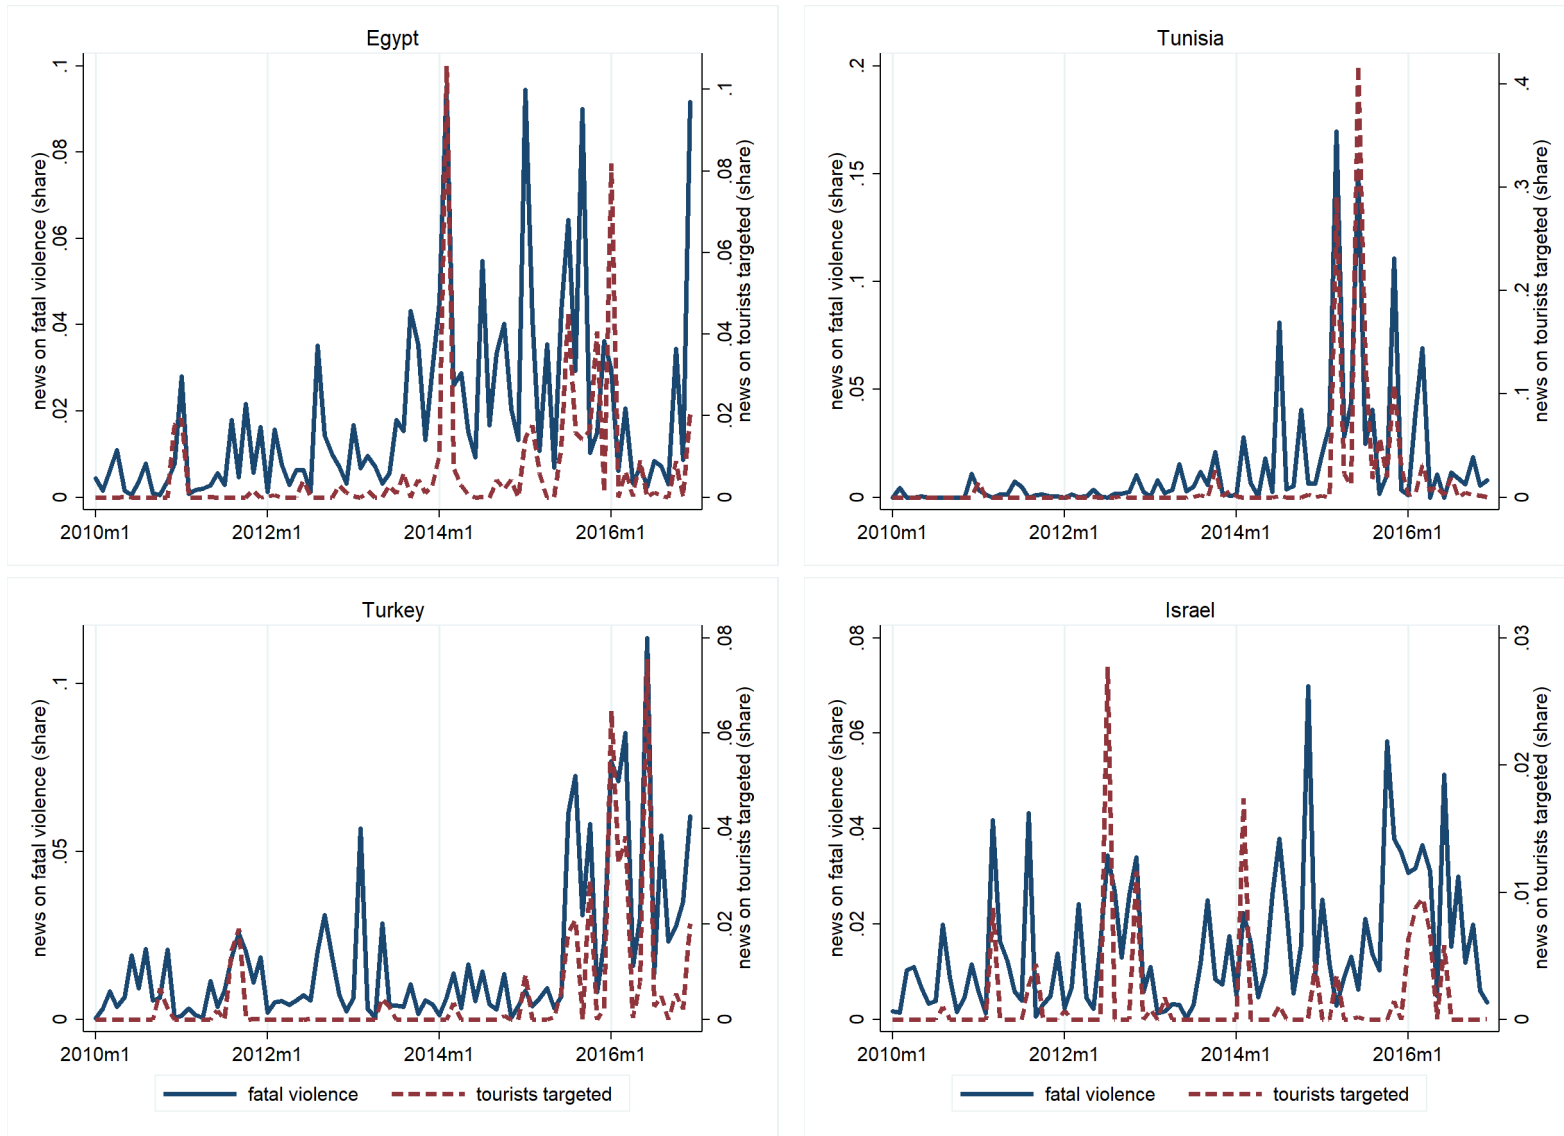 Egypt
news on fatal violence (share)
0 .02 .04 .06 .08 .1
news on tourists targeted (share)
0 .02 .04 .06 .08 .1
2010m1 2012m1 2014m1 2016m1
Tunisia
news on fatal violence (share)
0 .05 .1 .15 .2
news on tourists targeted (share)
0 .1 .2 .3 .4
2010m1 2012m1 2014m1 2016m1
Turkey
news on fatal violence (share)
0 .05 .1
news on tourists targeted (share)
0 .02 .04 .06 .08
2010m1 2012m1 2014m1 2016m1
fatal violence tourists targeted
Israel
news on fatal violence (share)
0 .02 .04 .06 .08
news on tourists targeted (share)
0 .01 .02 .03
2010m1 2012m1 2014m1 2016m1
fatal violence tourists targeted